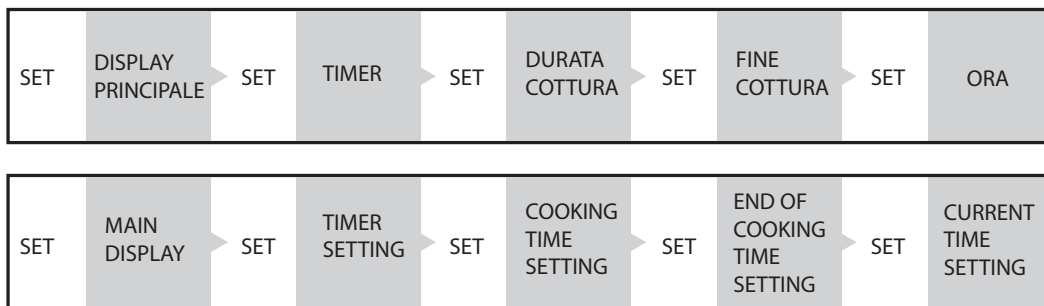 SET
DISPLAY
PRINCIPALE
SET
TIMER
SET
DURATA
COTTURA
SET
FINE
COTTURA
SET
ORA
SET
MAIN
DISPLAY
SET
TIMER
SETTING
SET
COOKING
TIME
SETTING
SET
END OF
COOKING
TIME
SETTING
SET
CURRENT
TIME
SETTING